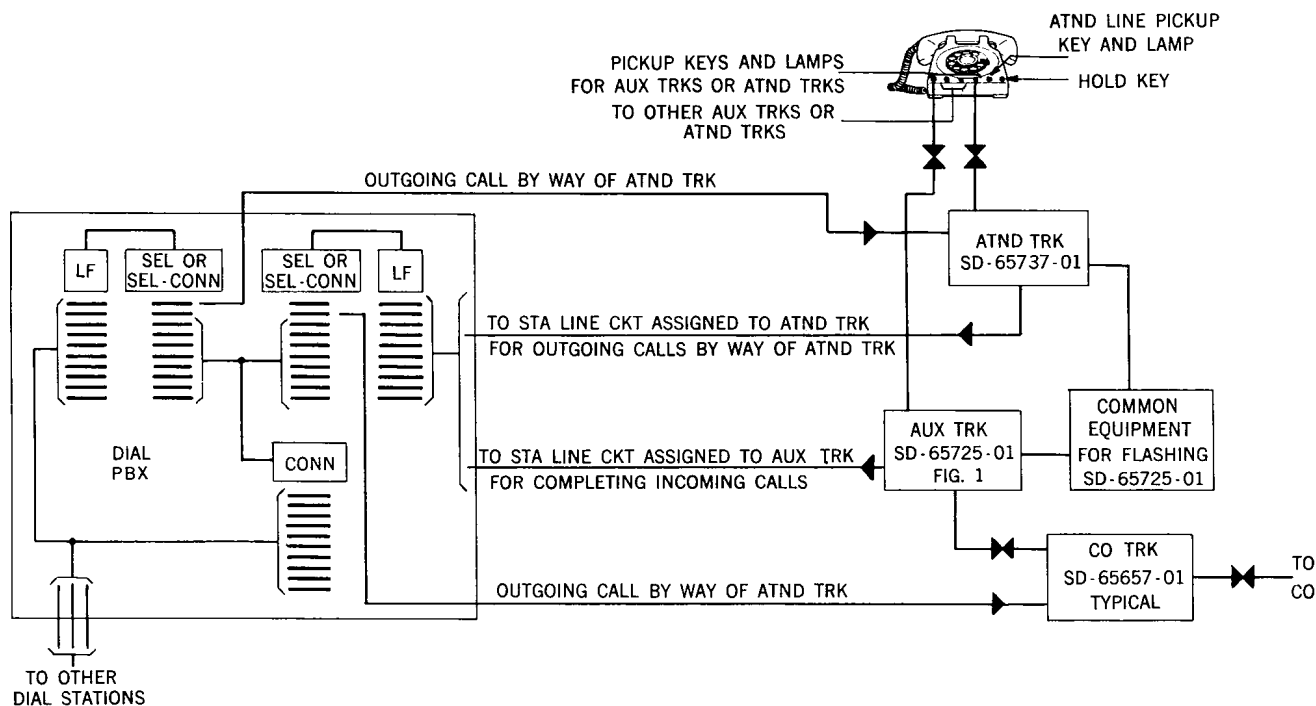 ATND LINE PICKUP
KEY AND LAMP
PICKUP KEYS AND LAMPS
FOR AUX TRKS OR ATND TRKS
HOLD KEY
TO OTHER AUX TRKS OR
ATND TRKS
OUTGOING CALL BY WAY OF ATND TRK
LF
SEL OR
SEL-CONN
SEL OR
SEL-CONN
LF
ATND TRK
SD-65737-01
TO STA LINE CKT ASSIGNED TO ATND TRK
FOR OUTGOING CALLS BY WAY OF ATND TRK
DIAL
PBX
CONN
AUX TRK
SD-65725-01
FIG. 1
COMMON
EQUIPMENT
FOR FLASHING
SD-65725-01
TO STA LINE CKT ASSIGNED TO AUX TRK
FOR COMPLETING INCOMING CALLS
CO TRK
SD-65657-01
TYPICAL
TO
CO
OUTGOING CALL BY WAY OF ATND TRK
TO OTHER
DIAL STATIONS